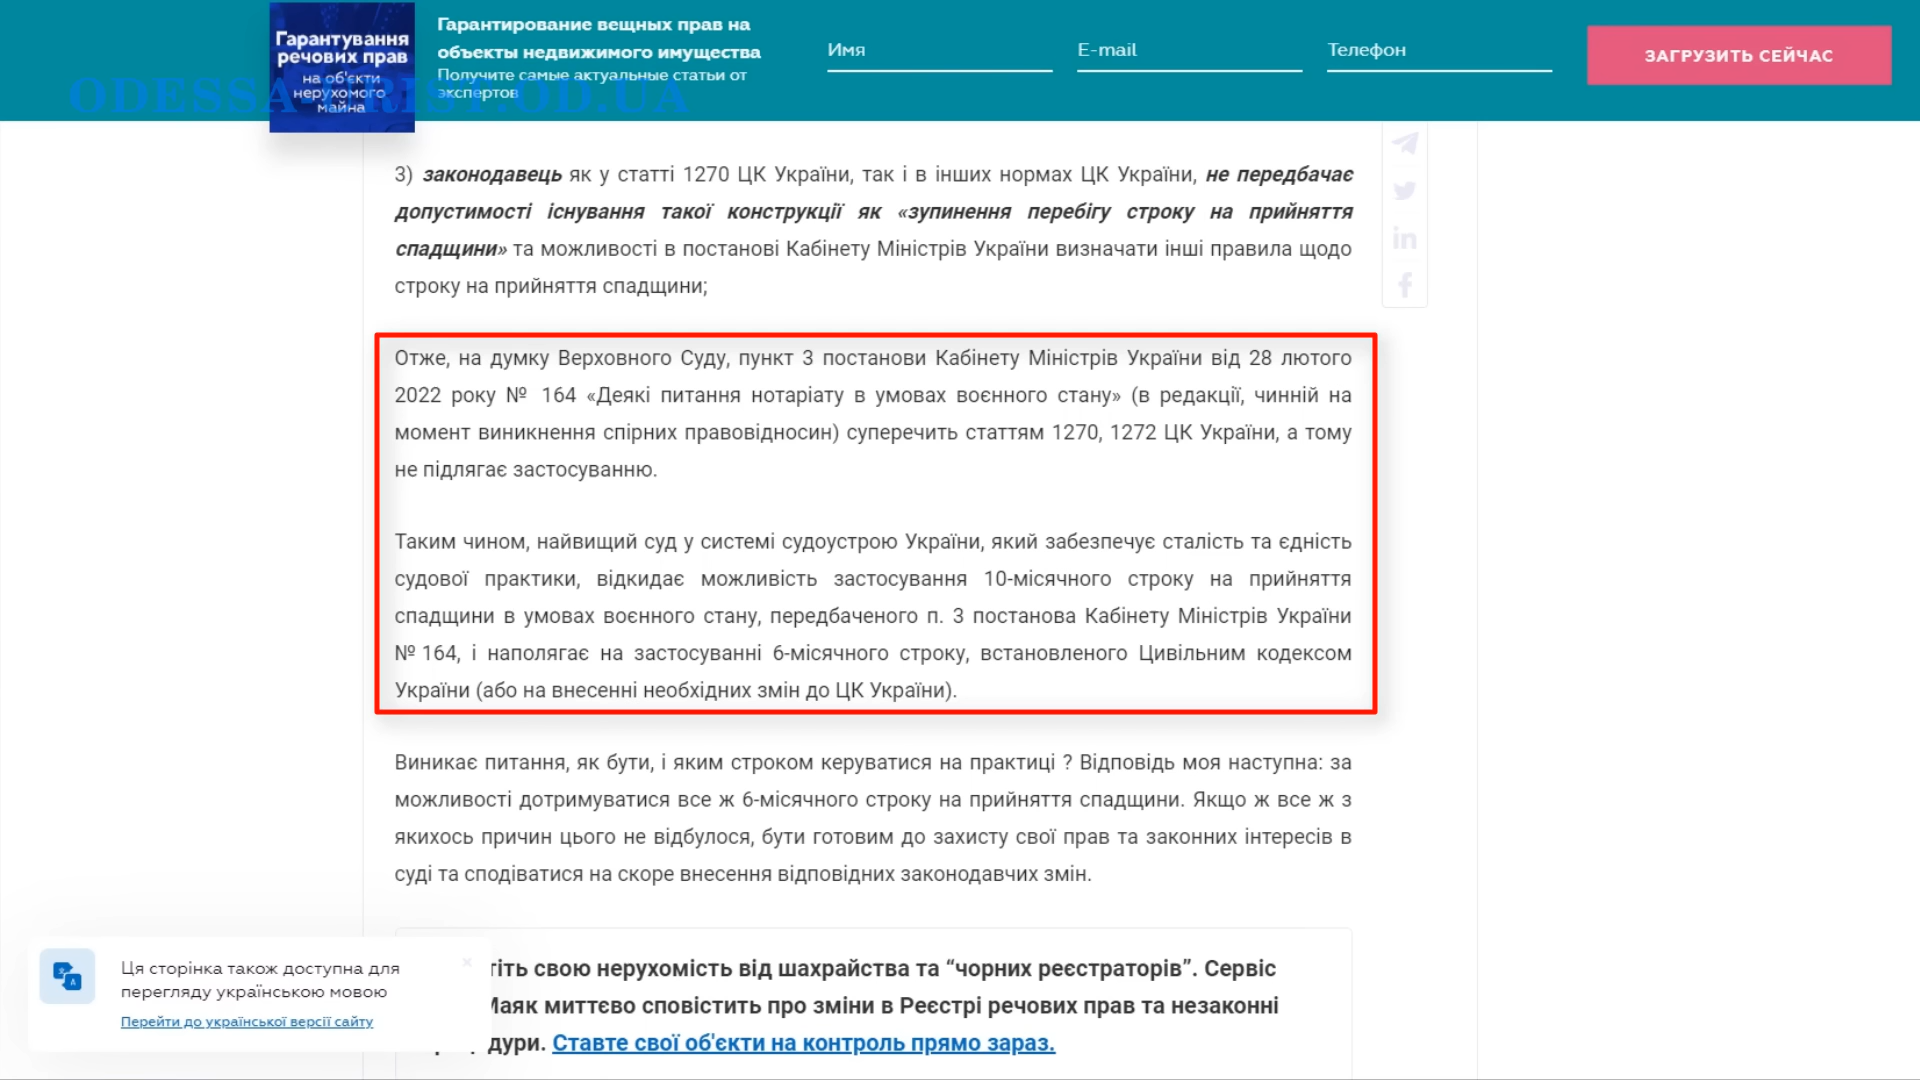 Гарантування
речових прав
на об'єкти
нерухомого
майна
Гарантирование вещных прав на
объекты недвижимого имущества
Получите самые актуальные статьи от
экспертов
Имя
E-mail
Телефон
ЗАГРУЗИТЬ СЕЙЧАС
3) законодавець як у статті 1270 ЦК України, так і в інших нормах ЦК України, не передбачає
допустимості існування такої конструкції як «зупинення перебігу строку на прийняття
спадщини» та можливості в постанові Кабінету Міністрів України визначати інші правила щодо
строку на прийняття спадщини;
Отже, на думку Верховного Суду, пункт 3 постанови Кабінету Міністрів України від 28 лютого
2022 року № 164 «Деякі питання нотаріату в умовах воєнного стану» (в редакції, чинній на
момент виникнення спірних правовідносин) суперечить статтям 1270, 1272 ЦК України, а тому
не підлягає застосуванню.
Таким чином, найвищий суд у системі судоустрою України, який забезпечує сталість та єдність
судової практики, відкидає можливість застосування 10-місячного строку на прийняття
спадщини в умовах воєнного стану, передбаченого п. 3 постанова Кабінету Міністрів України
№ 164, і наполягає на застосуванні 6-місячного строку, встановленого Цивільним кодексом
України (або на внесенні необхідних змін до ЦК України).
Виникає питання, як бути, і яким строком керуватися на практиці ? Відповідь моя наступна: за
можливості дотримуватися все ж 6-місячного строку на прийняття спадщини. Якщо ж все ж з
якихось причин цього не відбулося, бути готовим до захисту свої прав та законних інтересів в
суді та сподіватися на скоре внесення відповідних законодавчих змін.
свою нерухомість від шахрайства та “чорних реєстраторів”. Сервіс
Маяк миттєво сповістить про зміни в Реєстрі речових прав та незаконні
Ставте свої об'єкти на контроль прямо зараз.
Ця сторінка також доступна для
перегляду українською мовою
Перейти до української версії сайту